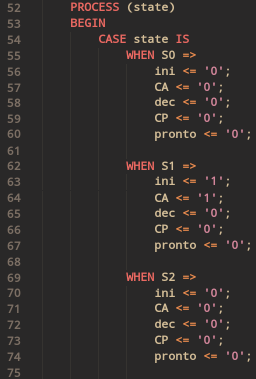 52 PROCESS (state)
53 BEGIN
54 CASE state IS
55 WHEN S0 =>
56 ini <= '0';
57 CA <= '0';
58 dec <= '0';
59 CP <= '0';
60 pronto <= '0';
61
62 WHEN S1 =>
63 ini <= '1';
64 CA <= '1';
65 dec <= '0';
66 CP <= '0';
67 pronto <= '0';
68
69 WHEN S2 =>
70 ini <= '0';
71 CA <= '0';
72 dec <= '0';
73 CP <= '0';
74 pronto <= '0';
75